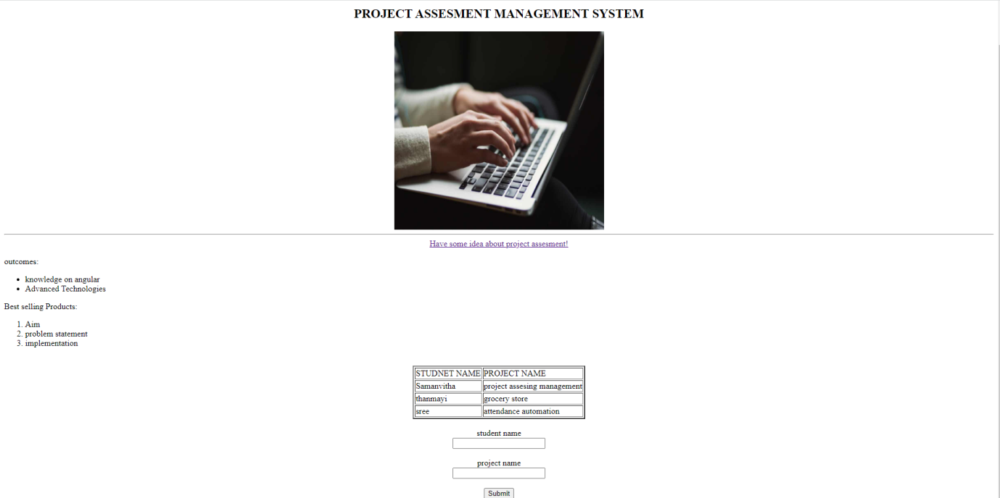 PROJECT ASSESMENT MANAGEMENT SYSTEM
Have some idea about project assesment!
outcomes:
knowledge on angular
Advanced Technologies
Best selling Products:
1. Aim
2. problem statement
3. implementation
STUDNET NAME PROJECT NAME
Samanvitha project assesing management
thanmayi grocery store
sree attendance automation
student name
project name
Submit